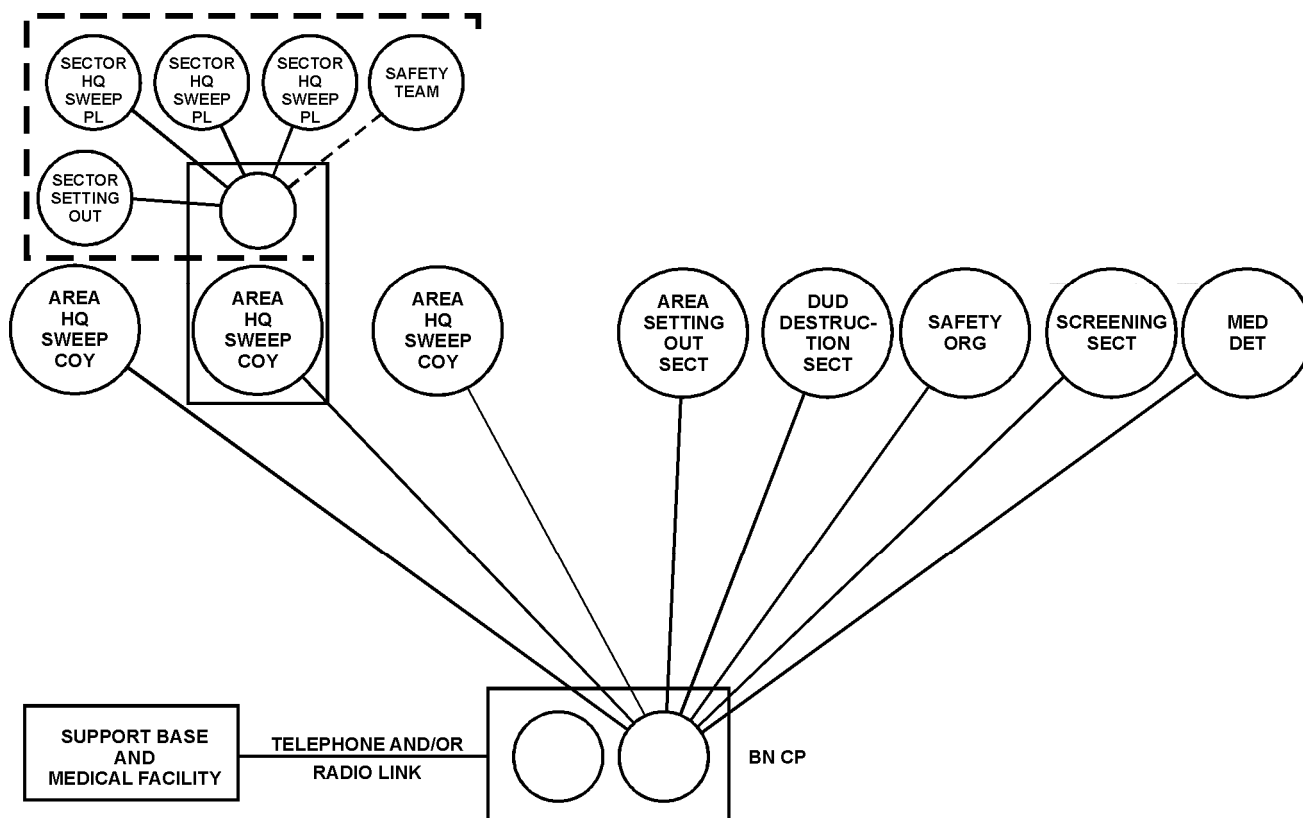 SECTOR
HQ
SWEEP
PL
SECTOR
HQ
SWEEP
PL
SECTOR
HQ
SWEEP
PL
SAFETY
TEAM
SECTOR
SETTING
OUT
AREA
HQ
SWEEP
COY
AREA
HQ
SWEEP
COY
AREA
HQ
SWEEP
COY
AREA
SETTING
OUT
SECT
DUD
DESTRUC-
TION
SECT
SAFETY
ORG
SCREENING
SECT
MED
DET
SUPPORT BASE
AND
MEDICAL FACILITY
TELEPHONE AND/OR
RADIO LINK
BN CP